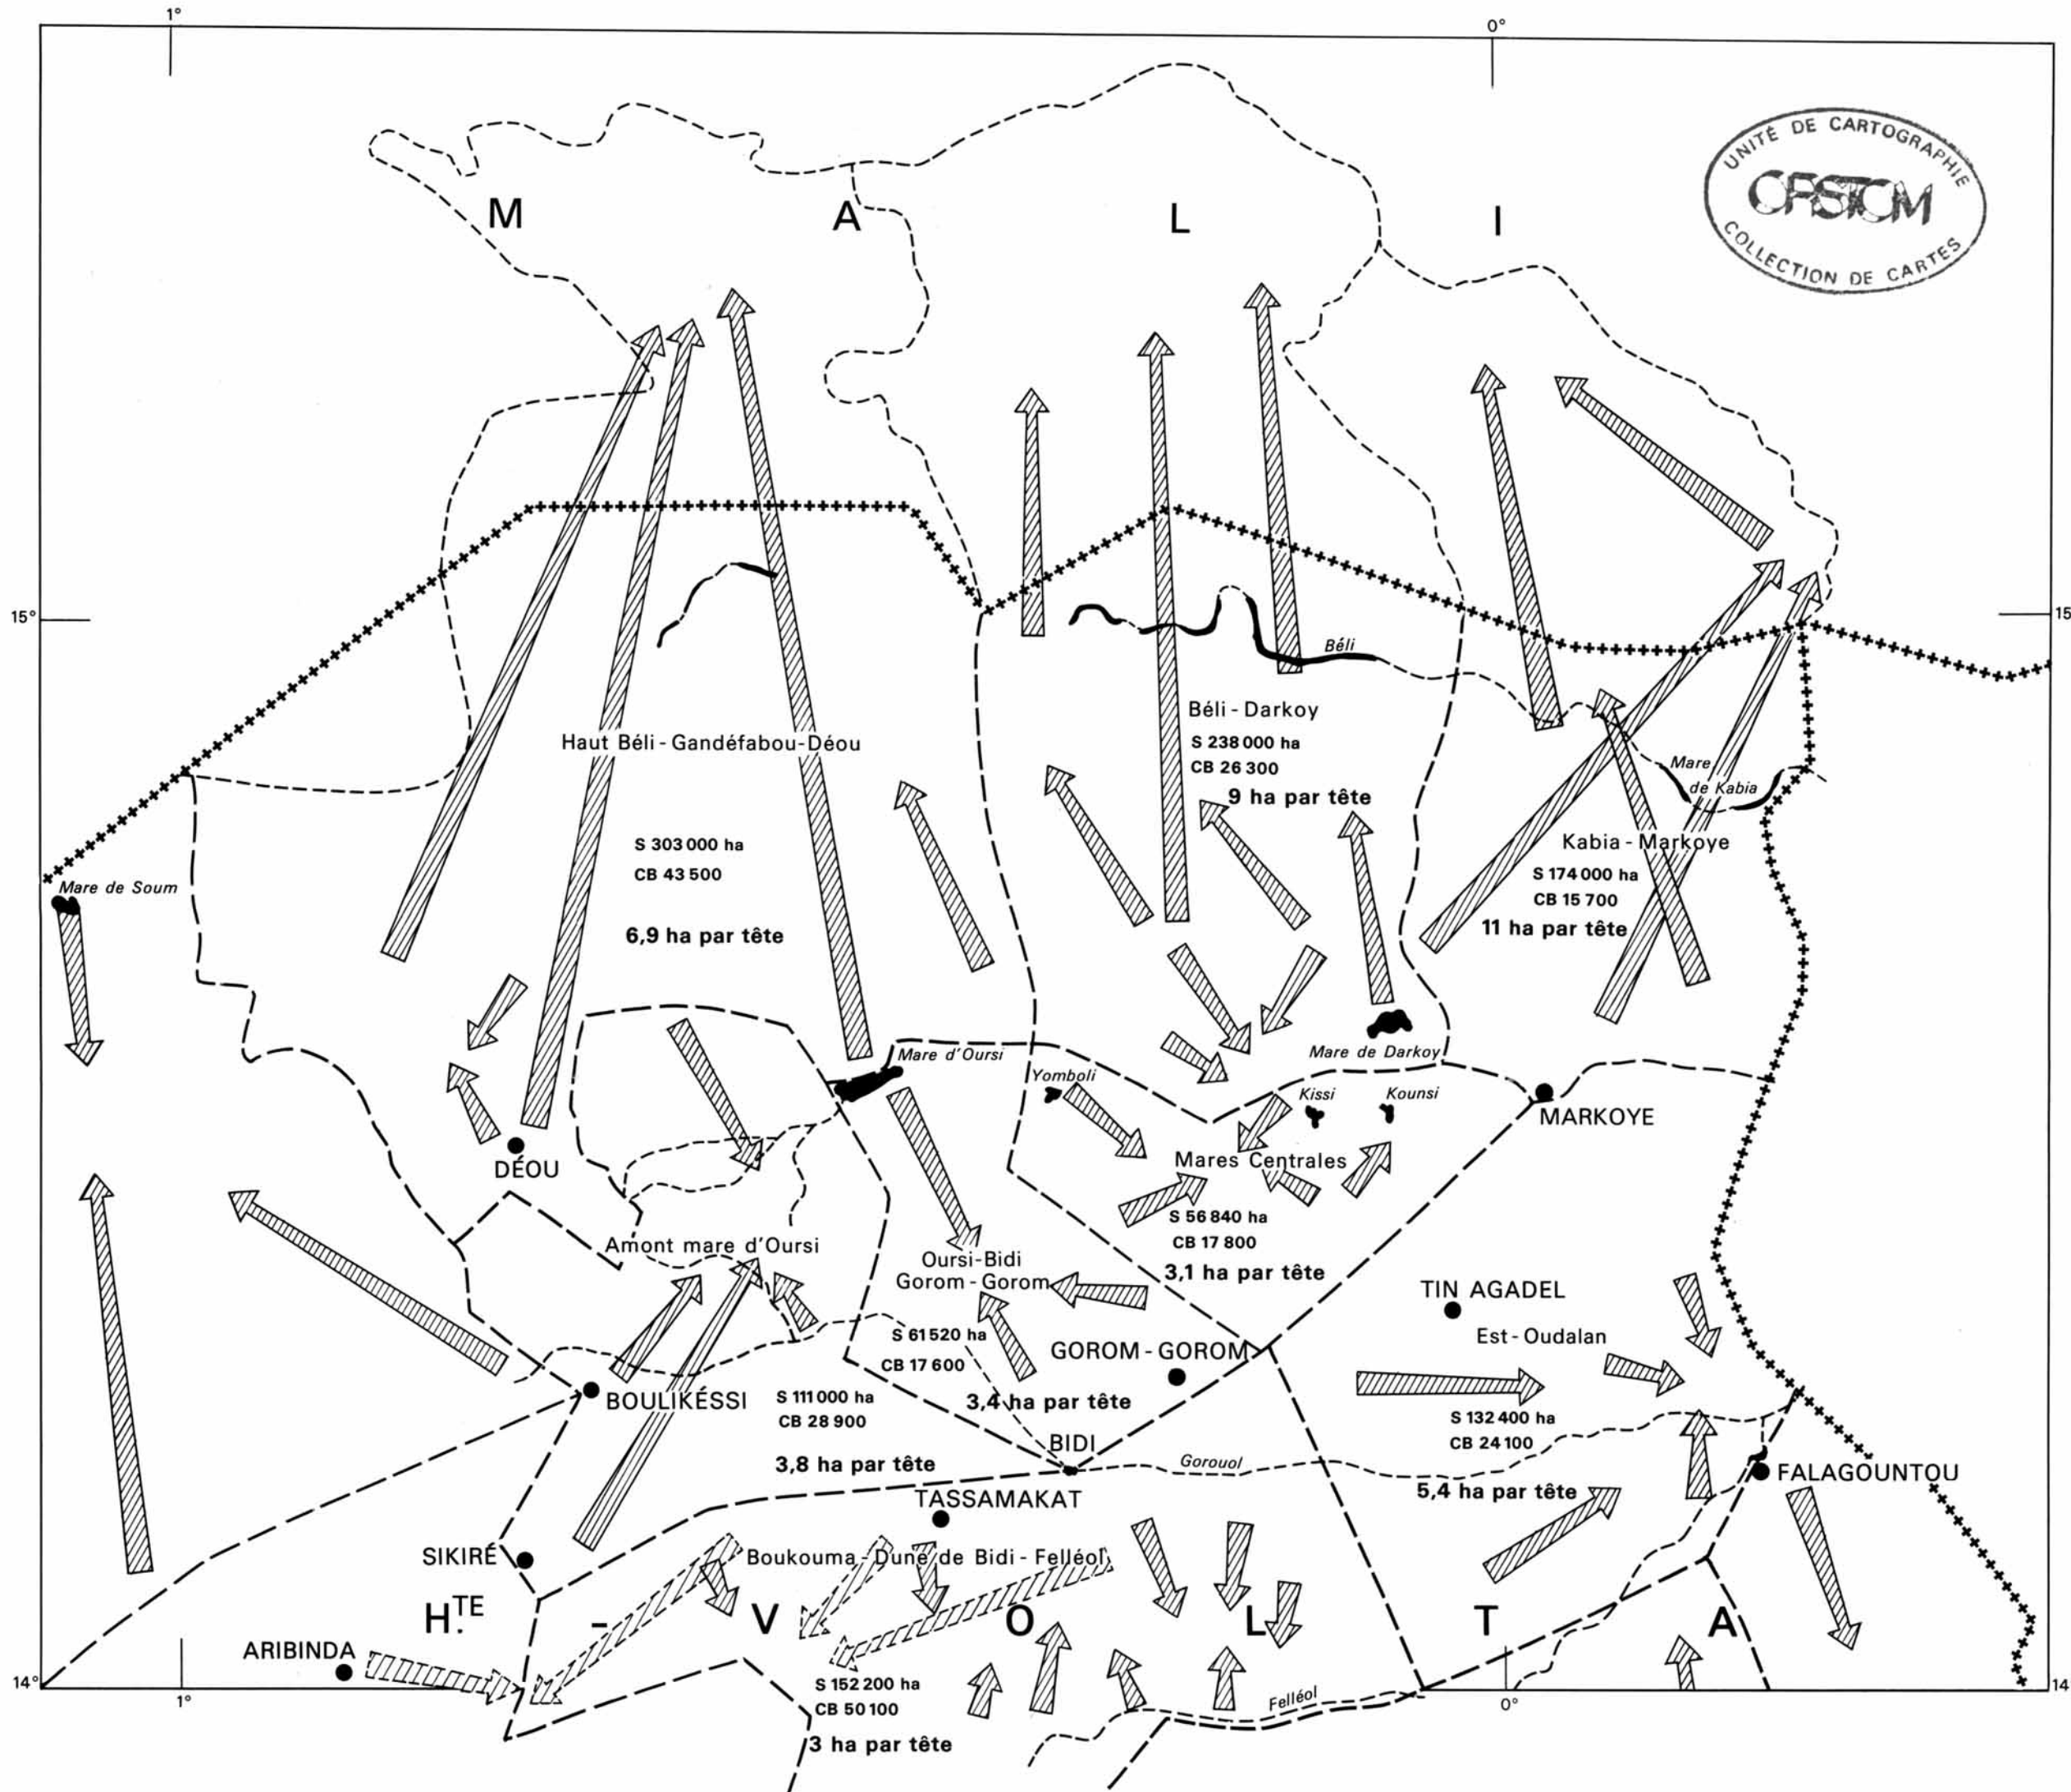 1°
0°
UNITÉ DE CARTOGRAPHIE
ORSTOM
COLLECTION DE CARTES
M A L I
15°
15
Béli
Béli - Darkoy
S 238 000 ha
CB 26 300
9 ha par tête
Haut Béli - Gandéfabou - Déou
S 303 000 ha
CB 43 500
6,9 ha par tête
Mare
de Kabia
Kabia - Markoye
S 174 000 ha
CB 15 700
11 ha par tête
Mare de Soum
Mare d'Oursi
Mare de Darkoy
Yomboli
Kissi
Kounsi
MARKOYE
DÉOU
Mares Centrales
S 56 840 ha
CB 17 800
3,1 ha par tête
Amont mare d'Oursi
Oursi-Bidi
Gorom - Gorom
S 61 520 ha
CB 17 600
3,4 ha par tête
GOROM - GOROM
TIN AGADEL
Est - Oudalan
S 132 400 ha
CB 24 100
5,4 ha par tête
BOULIKÉSSI
S 111 000 ha
CB 28 900
3,8 ha par tête
BIDI
Gorouol
FALAGOUNTOU
TASSAMAKAT
SIKIRÉ
Boukouma - Dune de Bidi - Felléol
H.TE - V O L T A
ARIBINDA
S 152 200 ha
CB 50 100
3 ha par tête
Felléol
14°
1°
0°
14